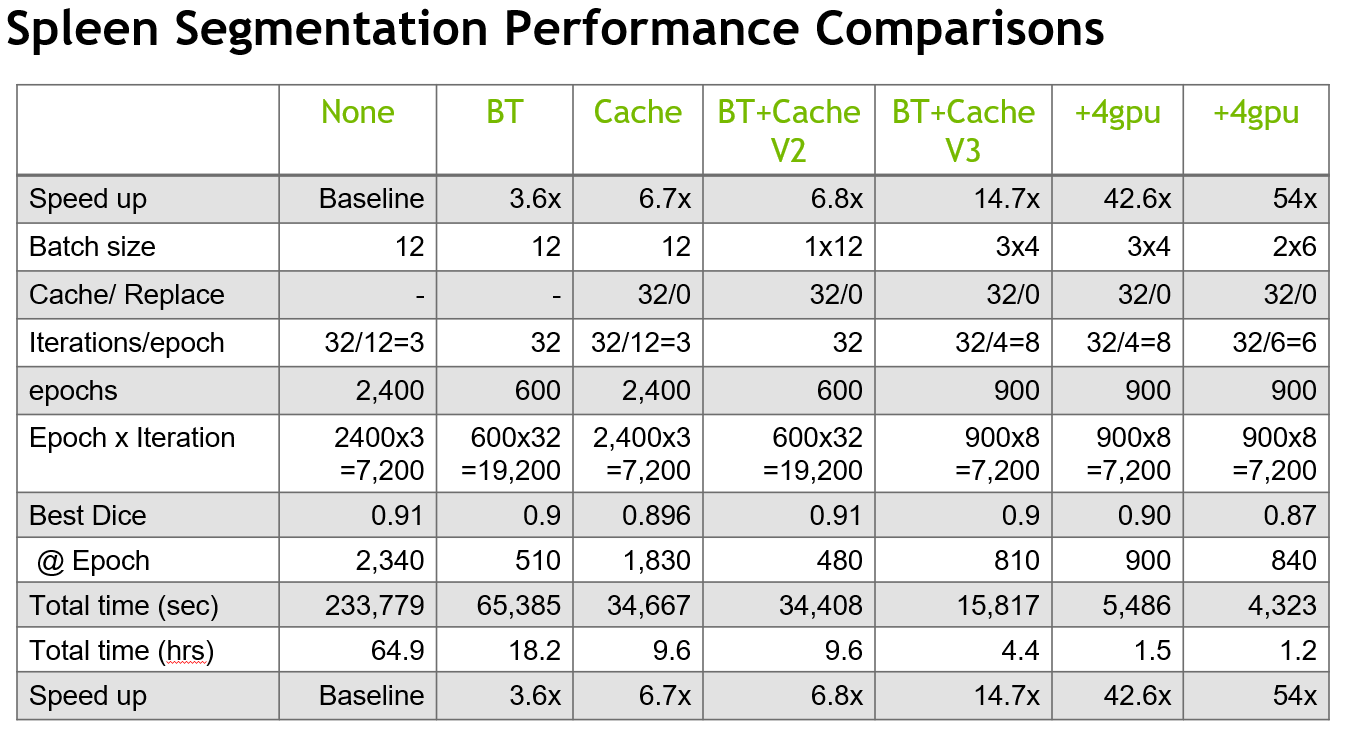 Spleen Segmentation Performance Comparisons
None BT Cache BT+Cache V2 BT+Cache V3 +4gpu +4gpu
Speed up Baseline 3.6x 6.7x 6.8x 14.7x 42.6x 54x
Batch size 12 12 12 1x12 3x4 3x4 2x6
Cache/ Replace - - 32/0 32/0 32/0 32/0 32/0
Iterations/epoch 32/12=3 32 32/12=3 32 32/4=8 32/4=8 32/6=6
epochs 2,400 600 2,400 600 900 900 900
Epoch x Iteration 2400x3 600x32 2,400x3 600x32 900x8 900x8 900x8
=7,200 =19,200 =7,200 =19,200 =7,200 =7,200 =7,200
Best Dice 0.91 0.9 0.896 0.91 0.9 0.90 0.87
@ Epoch 2,340 510 1,830 480 810 900 840
Total time (sec) 233,779 65,385 34,667 34,408 15,817 5,486 4,323
Total time (hrs) 64.9 18.2 9.6 9.6 4.4 1.5 1.2
Speed up Baseline 3.6x 6.7x 6.8x 14.7x 42.6x 54x